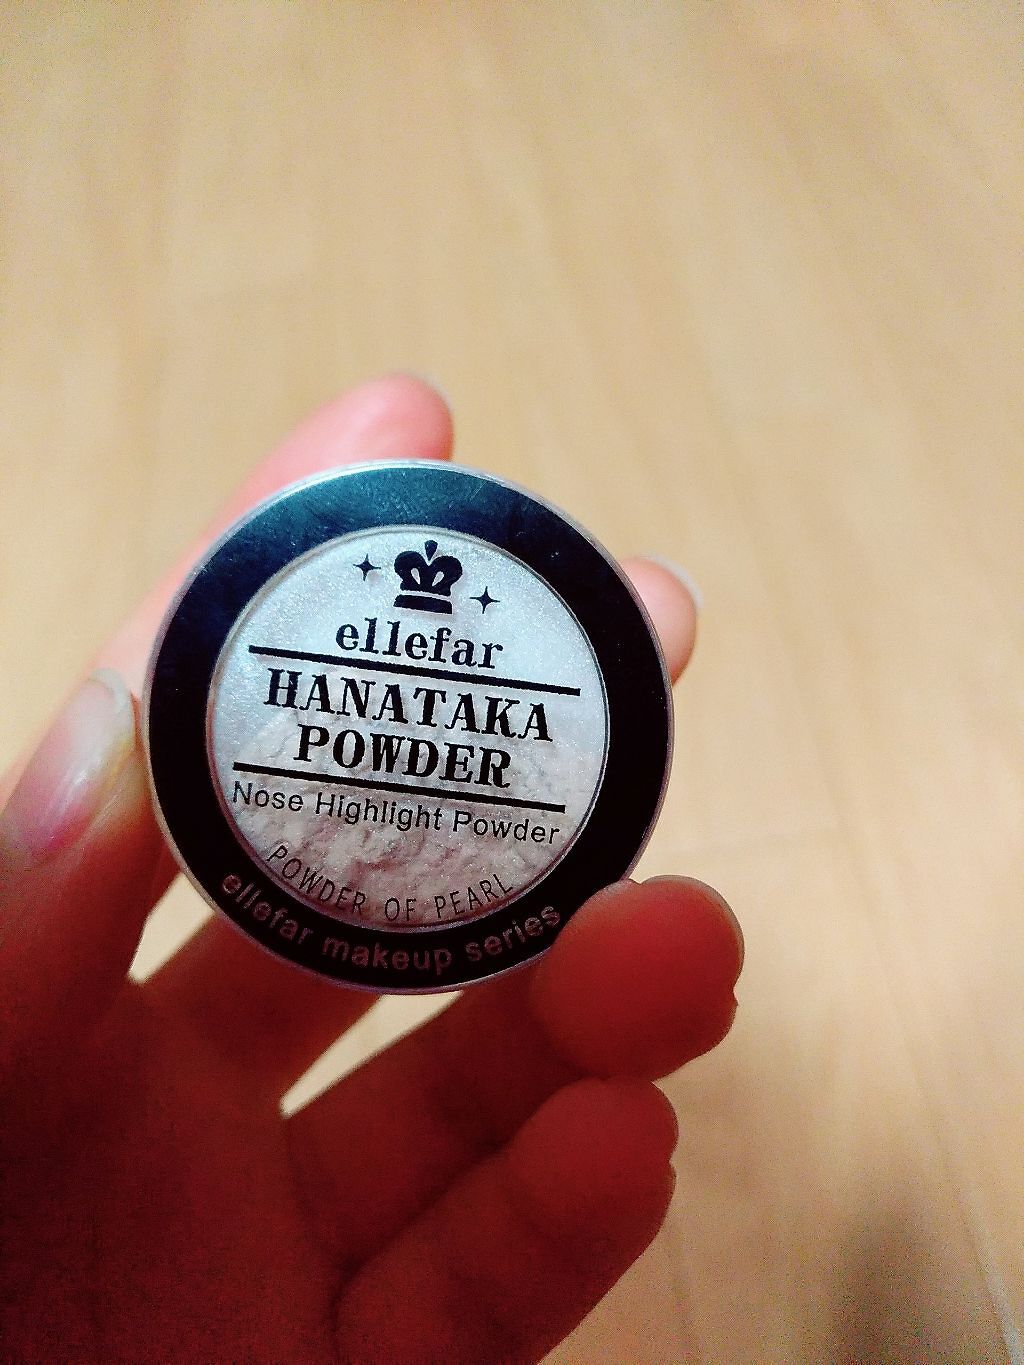 ellefar
HANATAKA
POWDER
Nose Highlight Powder
POWDER OF PEARL
ellefar makeup series